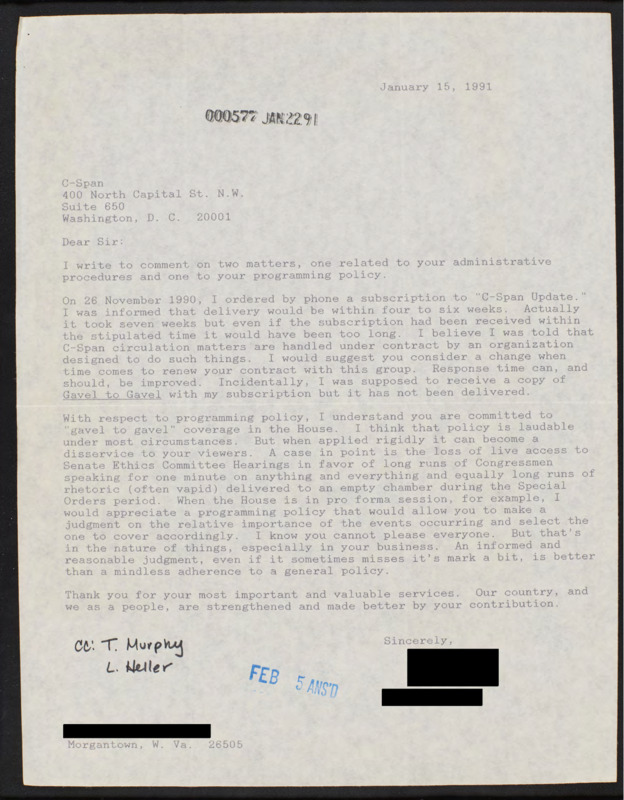 January 15, 1991
000577 JAN2291
C-Span
400 North Capital St. N.W.
Suite 650
Washington, D. C.  20001
Dear Sir:
I write to comment on two matters, one related to your administrative
procedures and one to your programming policy.
On 26 November 1990, I ordered by phone a subscription to "C-Span Update."
I was informed that delivery would be within four to six weeks.  Actually
it took seven weeks but even if the subscription had been received within
the stipulated time it would have been too long.  I believe I was told that
C-Span circulation matters are handled under contract by an organization
designed to do such things.  I would suggest you consider a change when
time comes to renew your contract with this group.  Response time can, and
should, be improved.  Incidentally, I was supposed to receive a copy of
Gavel to Gavel with my subscription but it has not been delivered.
With respect to programming policy, I understand you are committed to
"gavel to gavel" coverage in the House.  I think that policy is laudable
under most circumstances.  But when applied rigidly it can become a
disservice to your viewers.  A case in point is the loss of live access to
Senate Ethics Committee Hearings in favor of long runs of Congressmen
speaking for one minute on anything and everything and equally long runs of
rhetoric (often vapid) delivered to an empty chamber during the Special
Orders period.  When the House is in pro forma session, for example, I
would appreciate a programming policy that would allow you to make a
judgment on the relative importance of the events occurring and select the
one to cover accordingly.  I know you cannot please everyone.  But that's
in the nature of things, especially in your business.  An informed and
reasonable judgment, even if it sometimes misses it's mark a bit, is better
than a mindless adherence to a general policy.
Thank you for your most important and valuable services.  Our country, and
we as a people, are strengthened and made better by your contribution.
Sincerely,
cc: T. Murphy
L. Heller
FEB 5 ANS'D
Morgantown, W. Va.  26505